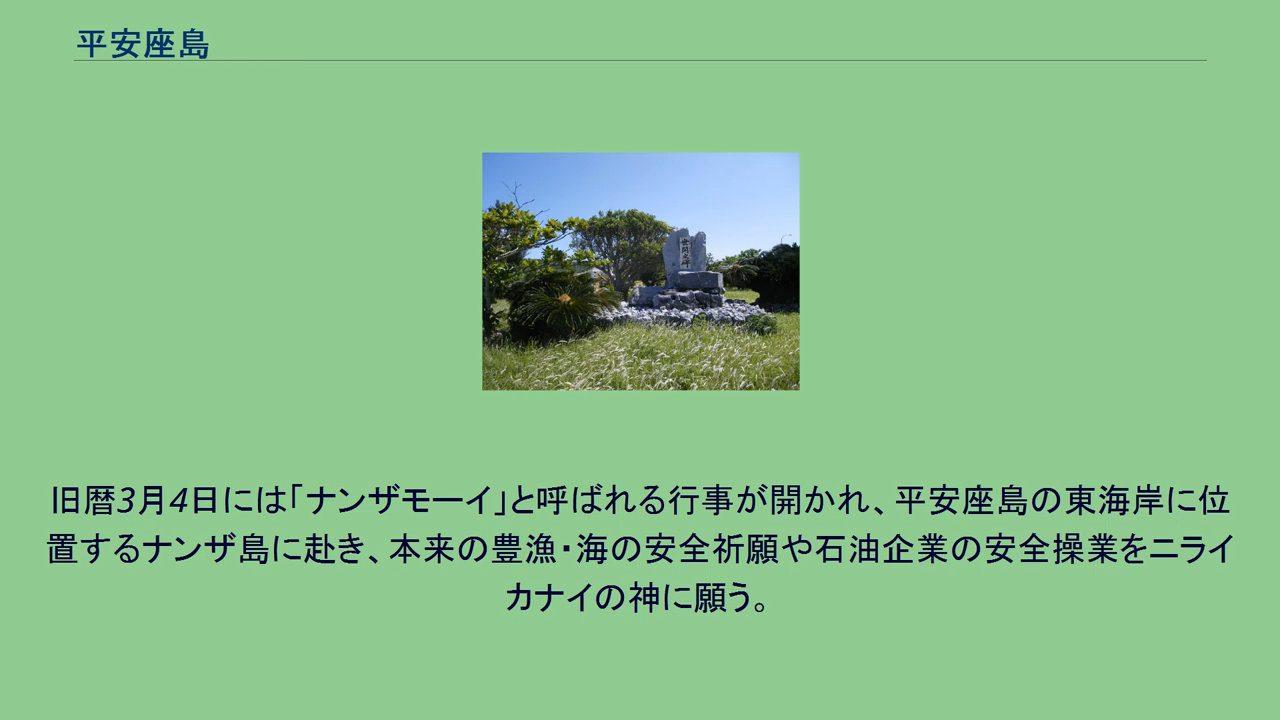 平安座島
旧暦3月4日には｢ナンザモーイ｣と呼ばれる行事が開かれ、平安座島の東海岸に位
置するナンザ島に赴き、本来の豊漁・海の安全祈願や石油企業の安全操業をニライ
カナイの神に願う。